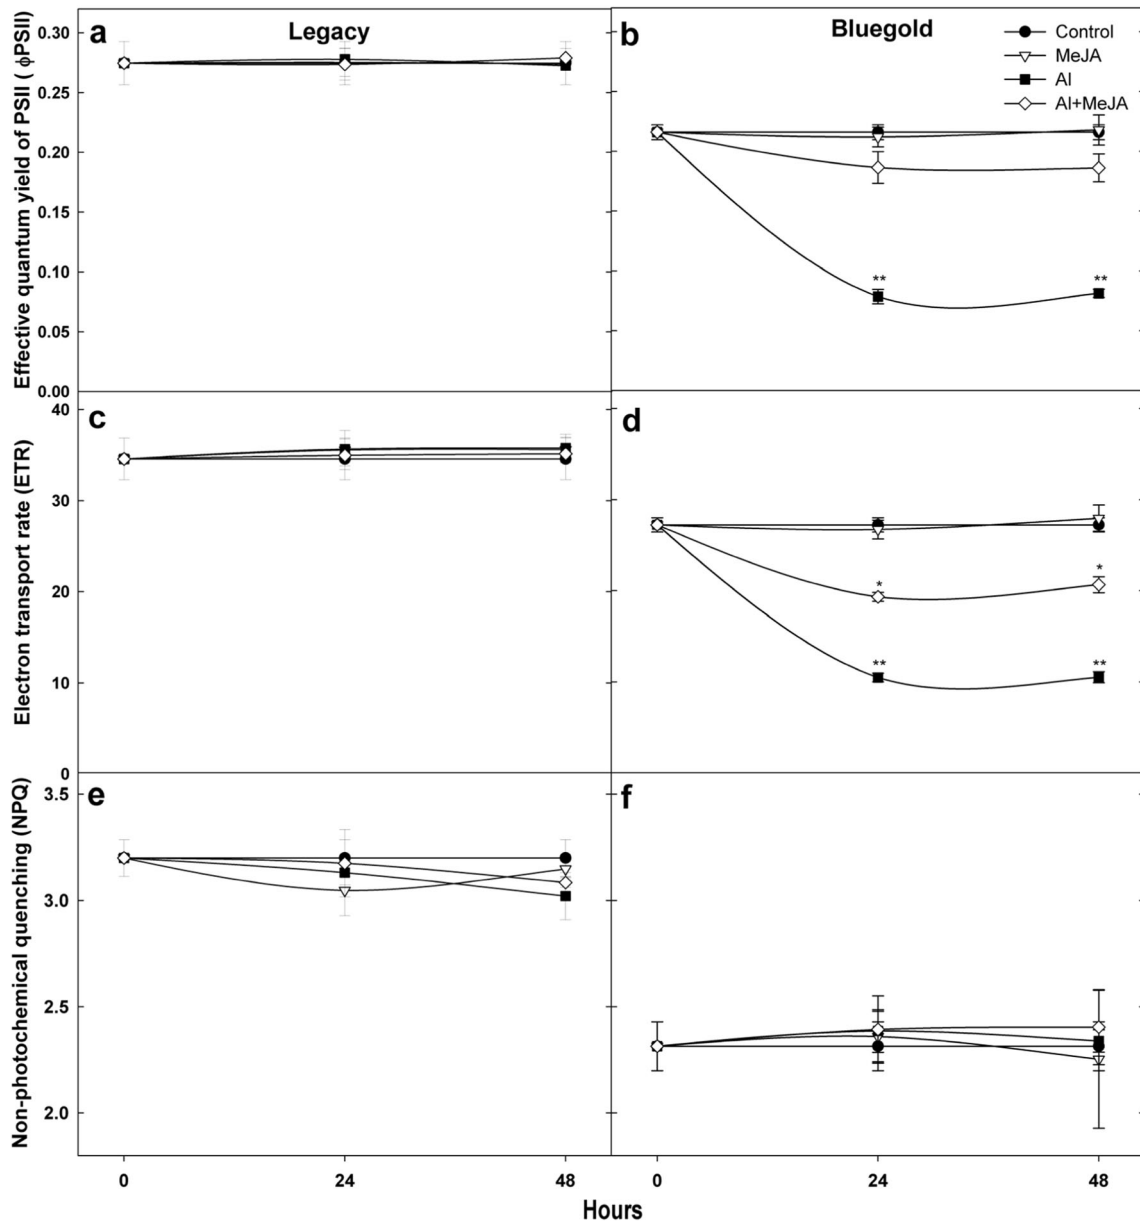 a
Legacy
b
Bluegold
Control
MeJA
Al
Al+MeJA
Effective quantum yield of PSII ( ϕPSII)
0.30
0.25
0.20
0.15
0.10
0.05
0.00
**
**
c
d
Electron transport rate (ETR)
40
30
20
10
0
*
*
**
**
e
f
Non-photochemical quenching (NPQ)
3.5
3.0
2.5
2.0
0
24
48
0
24
48
Hours